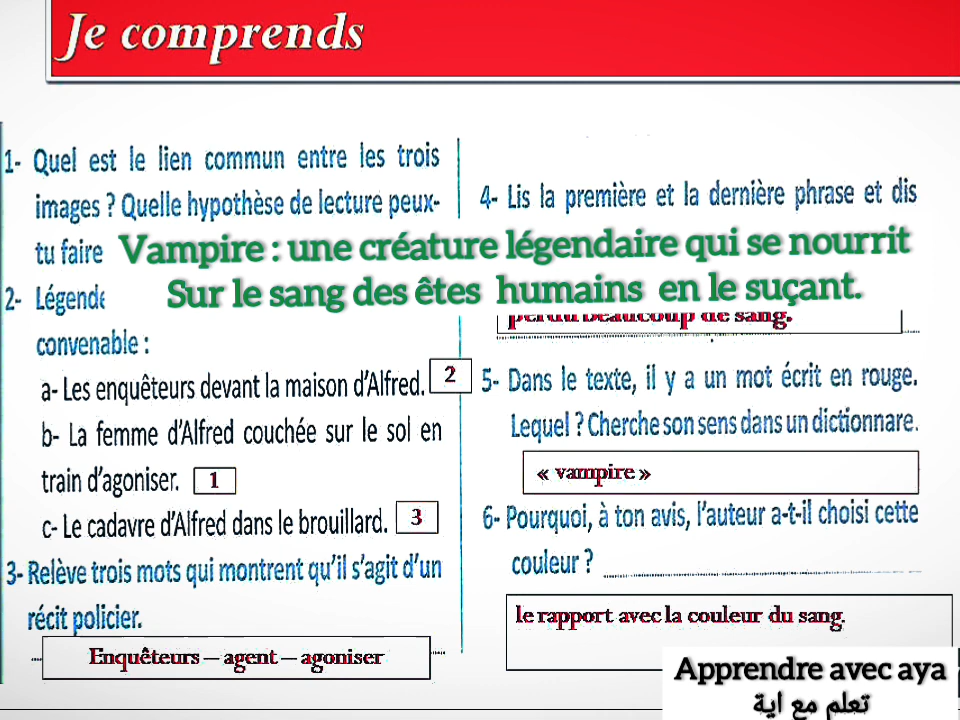 Je comprends
1- Quel est le lien commun entre les trois
images ? Quelle hypothèse de lecture peux-
tu faire
2- Légende
convenable :
a- Les enquêteurs devant la maison d'Alfred. 2
b- La femme d'Alfred couchée sur le sol en
train d'agoniser. 1
c- Le cadavre d'Alfred dans le brouillard. 3
3- Relève trois mots qui montrent qu'il s'agit d'un
récit policier.
Enquêteurs – agent – agoniser
4- Lis la première et la dernière phrase et dis
Vampire : une créature légendaire qui se nourrit
Sur le sang des êtes humains en le suçant.
perdu beaucoup de sang.
5- Dans le texte, il y a un mot écrit en rouge.
Lequel ? Cherche son sens dans un dictionnare.
« vampire »
6- Pourquoi, à ton avis, l'auteur a-t-il choisi cette
couleur ?
le rapport avec la couleur du sang.
Apprendre avec aya
تعلم مع اية